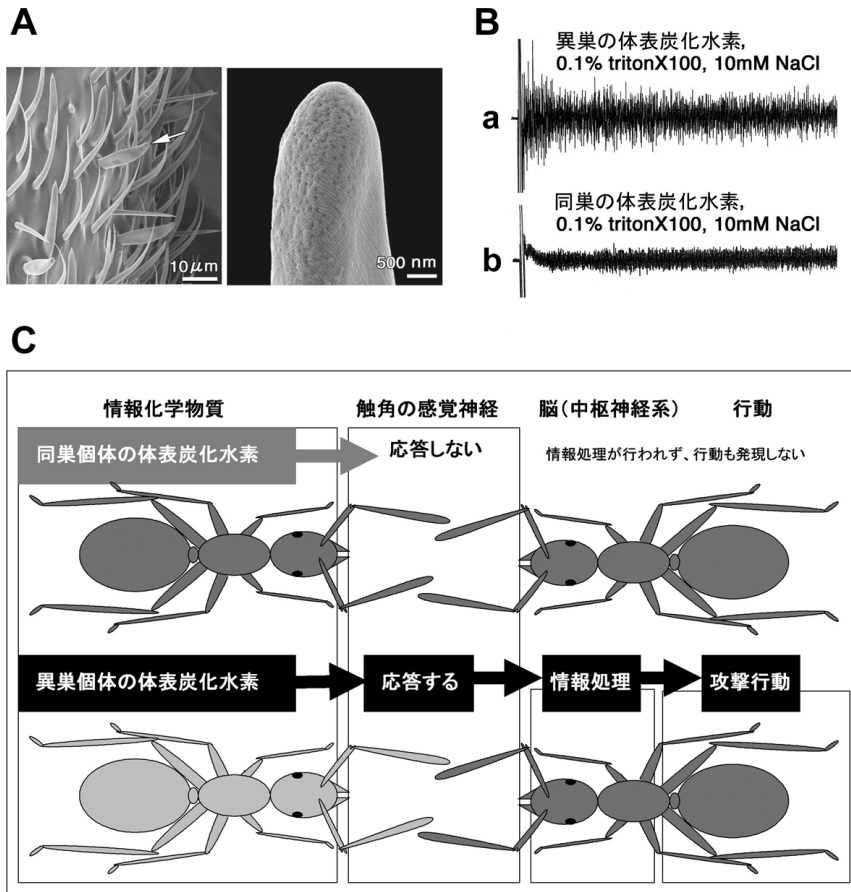 A
10μm
500 nm
B
異巣の体表炭化水素,
0.1% tritonX100, 10mM NaCl
a
同巣の体表炭化水素,
0.1% tritonX100, 10mM NaCl
b
C
情報化学物質
触角の感覚神経
脳(中枢神経系)
行動
同巣個体の体表炭化水素
応答しない
情報処理が行われず、行動も発現しない
異巣個体の体表炭化水素
応答する
情報処理
攻撃行動